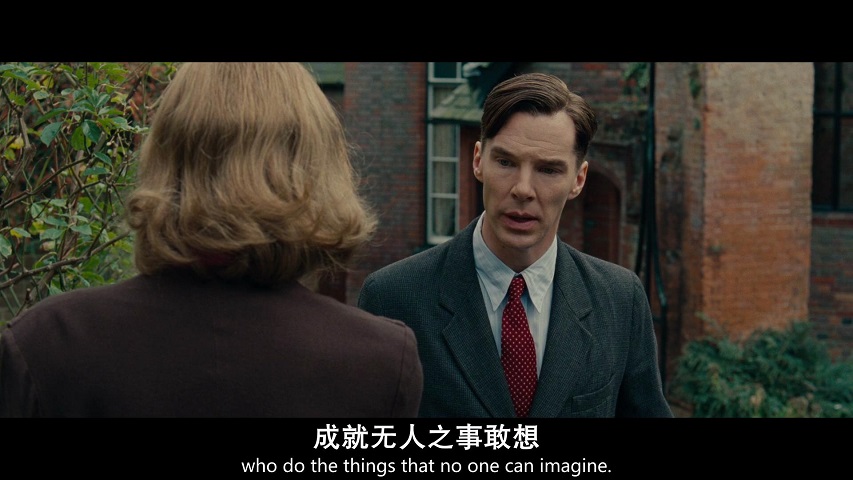 成就无人之事敢想
who do the things that no one can imagine.